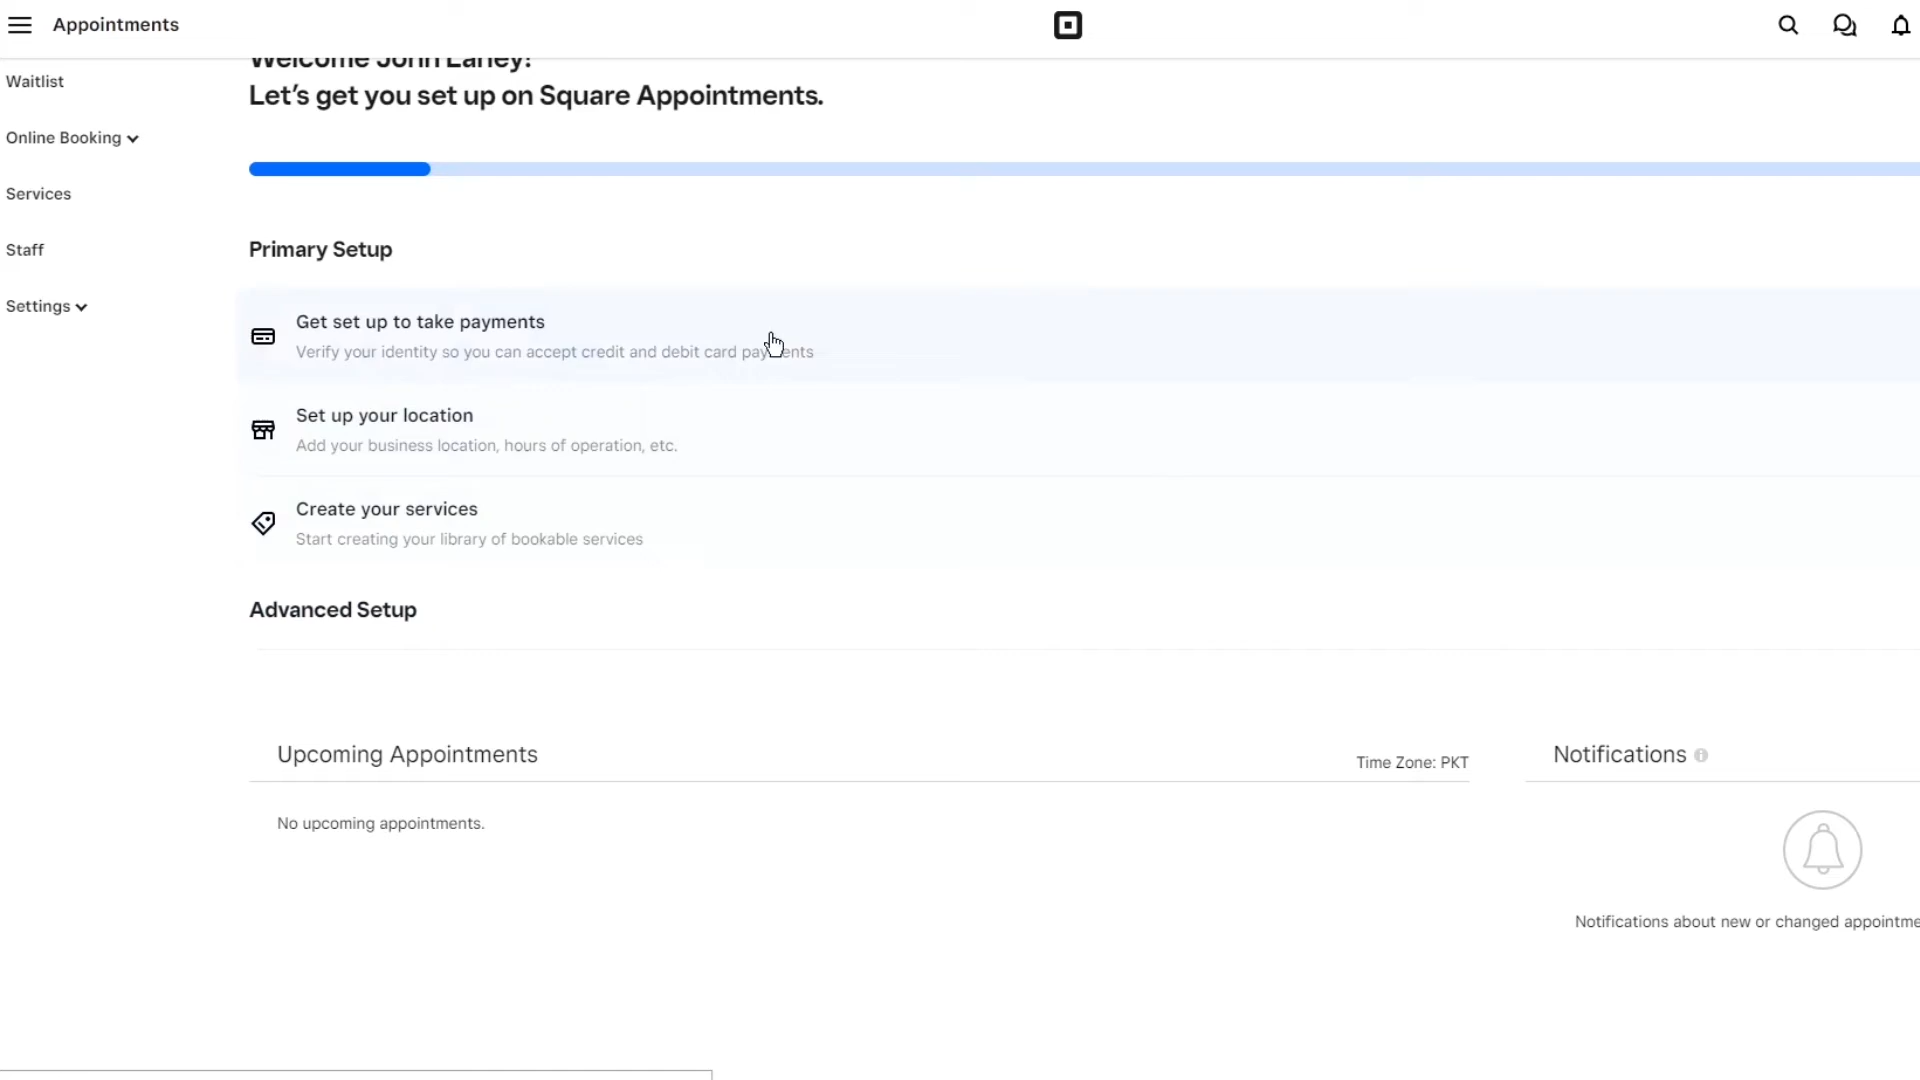 Appointments
Waitlist
Online Booking
Services
Staff
Settings
Welcome John Laney!
Let’s get you set up on Square Appointments.
Primary Setup
Get set up to take payments
Verify your identity so you can accept credit and debit card payments
Set up your location
Add your business location, hours of operation, etc.
Create your services
Start creating your library of bookable services
Advanced Setup
Upcoming Appointments
Time Zone: PKT
No upcoming appointments.
Notifications
Notifications about new or changed